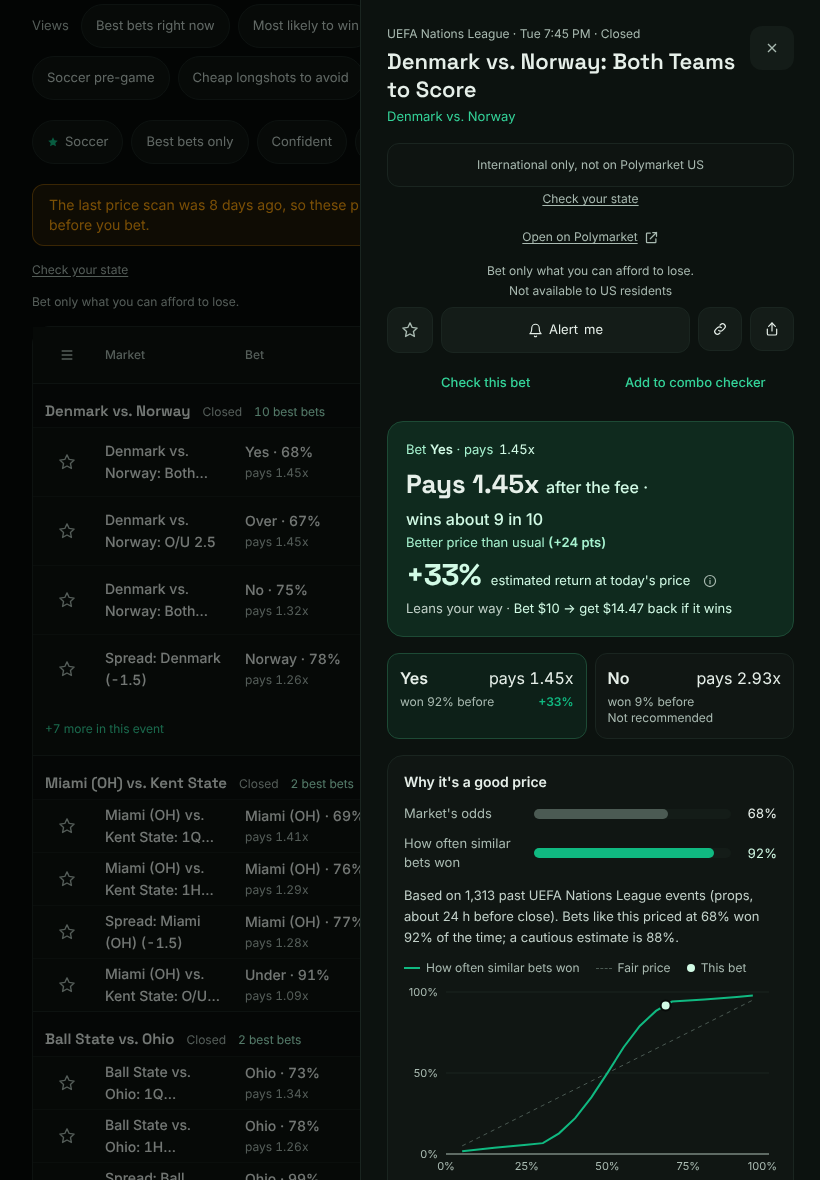 Views
Best bets right now
Most likely to win
Soccer pre-game
Cheap longshots to avoid
Soccer
Best bets only
Confident
The last price scan was 8 days ago, so these p
before you bet.
Check your state
Bet only what you can afford to lose.
Market
Bet
Denmark vs. Norway Closed 10 best bets
Denmark vs.
Norway: Both...
Yes · 68%
pays 1.45x
Denmark vs.
Norway: O/U 2.5
Over · 67%
pays 1.45x
Denmark vs.
Norway: Both...
No · 75%
pays 1.32x
Spread: Denmark
(-1.5)
Norway · 78%
pays 1.26x
+7 more in this event
Miami (OH) vs. Kent State Closed 2 best bets
Miami (OH) vs.
Kent State: 1Q...
Miami (OH) · 69%
pays 1.41x
Miami (OH) vs.
Kent State: 1H...
Miami (OH) · 76%
pays 1.29x
Spread: Miami
(OH) (-1.5)
Miami (OH) · 77%
pays 1.28x
Miami (OH) vs.
Kent State: O/U...
Under · 91%
pays 1.09x
Ball State vs. Ohio Closed 2 best bets
Ball State vs.
Ohio: 1Q...
Ohio · 73%
pays 1.34x
Ball State vs.
Ohio: 1H...
Ohio · 78%
pays 1.26x
Spread: Ball
Ohio · 99%
UEFA Nations League · Tue 7:45 PM · Closed
Denmark vs. Norway: Both Teams
to Score
Denmark vs. Norway
International only, not on Polymarket US
Check your state
Open on Polymarket
Bet only what you can afford to lose.
Not available to US residents
Alert me
Check this bet
Add to combo checker
Bet Yes · pays 1.45x
Pays 1.45x after the fee ·
wins about 9 in 10
Better price than usual (+24 pts)
+33% estimated return at today's price
Leans your way · Bet $10 → get $14.47 back if it wins
Yes pays 1.45x
won 92% before +33%
No pays 2.93x
won 9% before
Not recommended
Why it's a good price
Market's odds 68%
How often similar
bets won 92%
Based on 1,313 past UEFA Nations League events (props,
about 24 h before close). Bets like this priced at 68% won
92% of the time; a cautious estimate is 88%.
How often similar bets won Fair price This bet
100%
50%
0%
0% 25% 50% 75% 100%